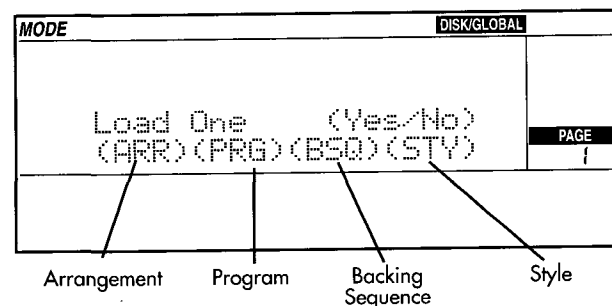 MODE DISK/GLOBAL
Load One (Yes/No)
(ARR)(PRG)(BSQ)(STY)
PAGE
1
Arrangement Program Backing Sequence Style